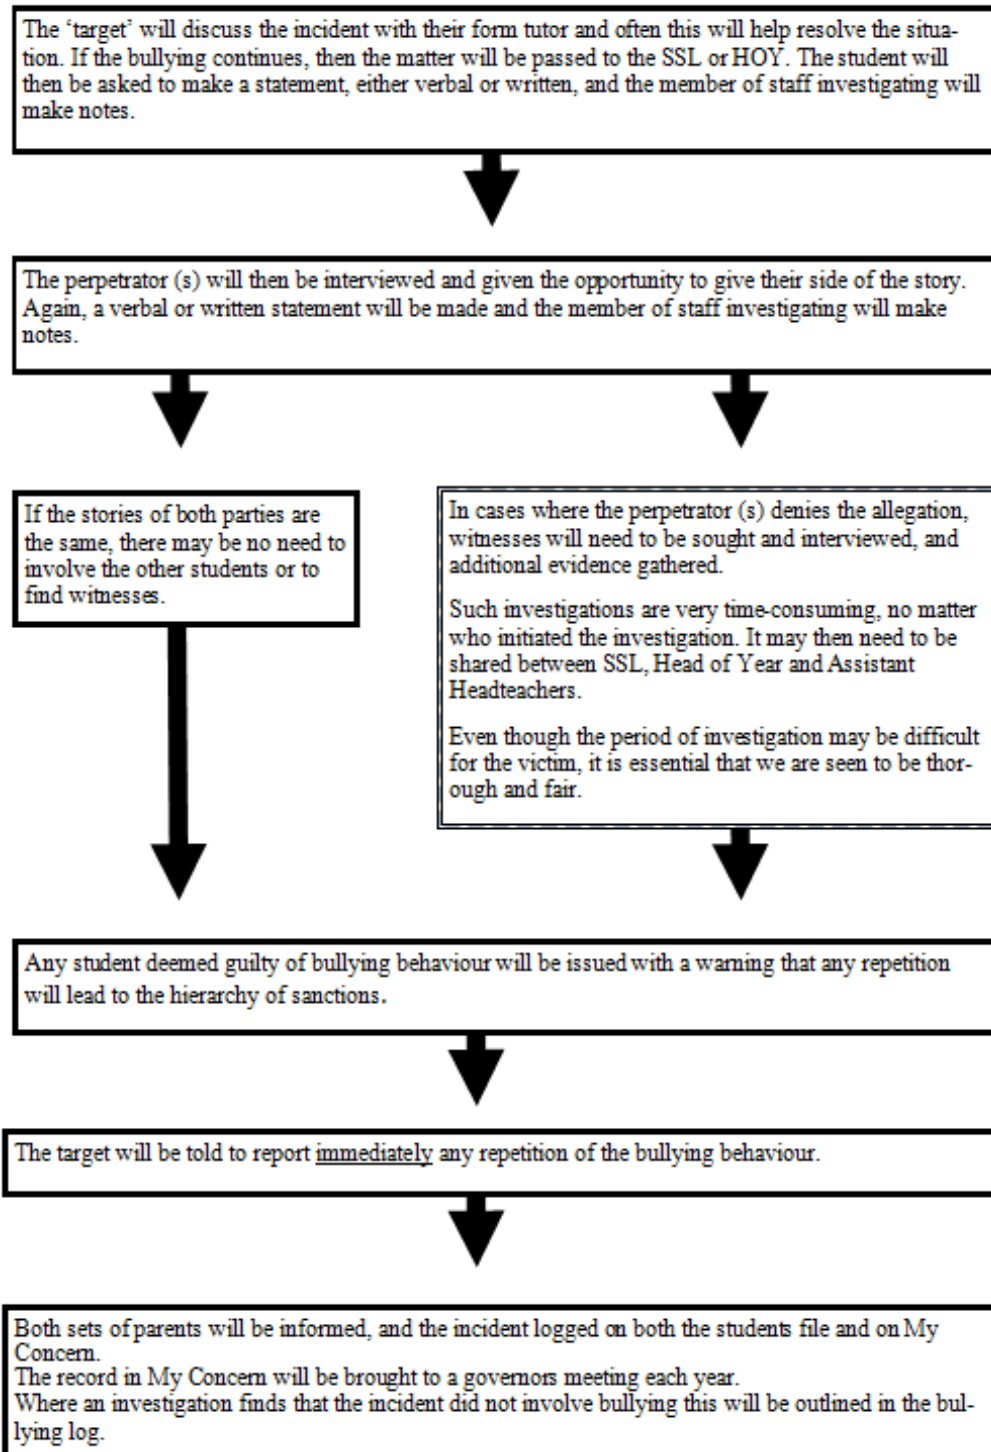 The ‘target’ will discuss the incident with their form tutor and often this will help resolve the situa-
tion. If the bullying continues, then the matter will be passed to the SSL or HOY. The student will
then be asked to make a statement, either verbal or written, and the member of staff investigating will
make notes.
The perpetrator (s) will then be interviewed and given the opportunity to give their side of the story.
Again, a verbal or written statement will be made and the member of staff investigating will make
notes.
If the stories of both parties are
the same, there may be no need to
involve the other students or to
find witnesses.
In cases where the perpetrator (s) denies the allegation,
witnesses will need to be sought and interviewed, and
additional evidence gathered.
Such investigations are very time-consuming, no matter
who initiated the investigation. It may then need to be
shared between SSL, Head of Year and Assistant
Headteachers.
Even though the period of investigation may be difficult
for the victim, it is essential that we are seen to be thor-
ough and fair.
Any student deemed guilty of bullying behaviour will be issued with a warning that any repetition
will lead to the hierarchy of sanctions.
The target will be told to report immediately any repetition of the bullying behaviour.
Both sets of parents will be informed, and the incident logged on both the students file and on My
Concern.
The record in My Concern will be brought to a governors meeting each year.
Where an investigation finds that the incident did not involve bullying this will be outlined in the bul-
lying log.